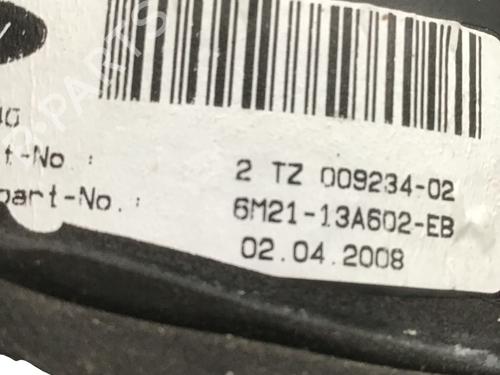 t-No.:
2 TZ 009234-02
part-No.:
6M21-13A602-EB
02.04.2008